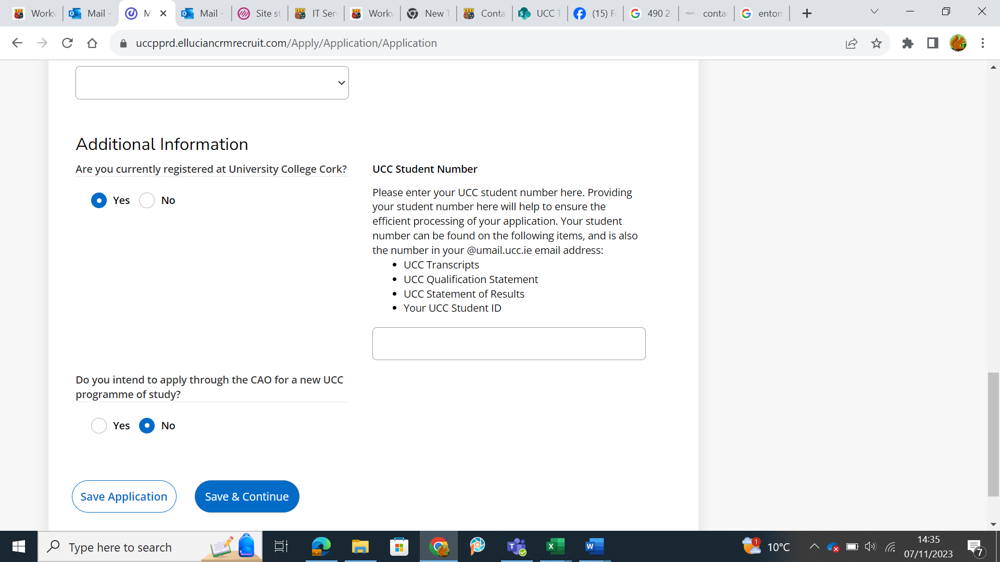 Workv
Mail -
M
Mail -
Site st
IT Serv
Workv
New T
Conta
UCC T
(15) Fa
490 2
conta
entom
uccpprd.elluciancrmrecruit.com/Apply/Application/Application
Additional Information
Are you currently registered at University College Cork?
Yes No
UCC Student Number
Please enter your UCC student number here. Providing
your student number here will help to ensure the
efficient processing of your application. Your student
number can be found on the following items, and is also
the number in your @umail.ucc.ie email address:
UCC Transcripts
UCC Qualification Statement
UCC Statement of Results
Your UCC Student ID
Do you intend to apply through the CAO for a new UCC
programme of study?
Yes No
Save Application
Save & Continue
Type here to search
1
10°C
14:35
07/11/2023
7